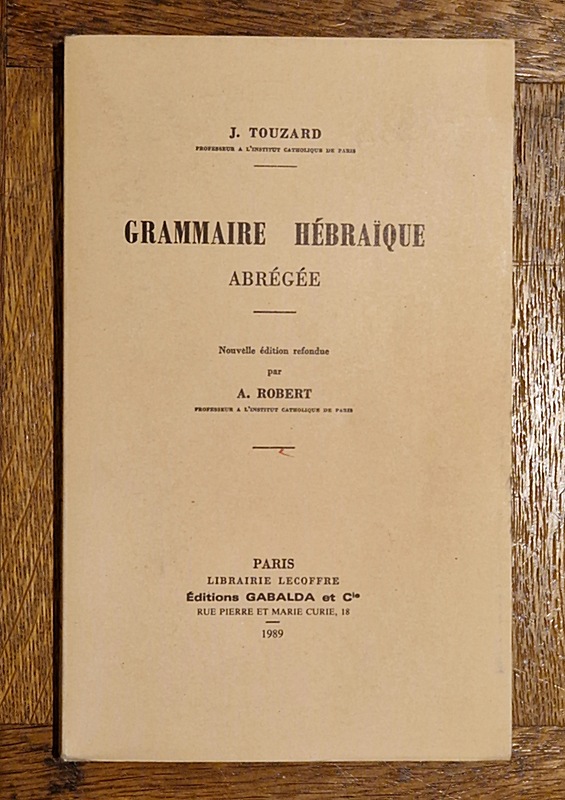 J. TOUZARD
PROFESSEUR A L'INSTITUT CATHOLIQUE DE PARIS
GRAMMAIRE HÉBRAÏQUE
ABRÉGÉE
Nouvelle édition refondue
par
A. ROBERT
PROFESSEUR A L'INSTITUT CATHOLIQUE DE PARIS
PARIS
LIBRAIRIE LECOFFRE
Éditions GABALDA et Cie
RUE PIERRE ET MARIE CURIE, 18
1989